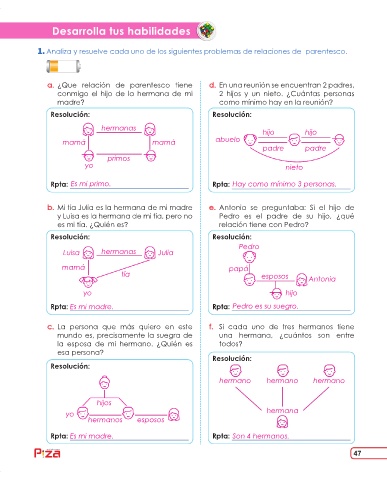 Desarrolla tus habilidades
1. Analiza y resuelve cada uno de los siguientes problemas de relaciones de parentesco.
a. ¿Que relación de parentesco tiene
conmigo el hijo de la hermana de mi
madre?
Resolución:
hermanas
mamá
mamá
primos
yo
Rpta: Es mi primo.
b. Mi tía Julia es la hermana de mi madre
y Luisa es la hermana de mi tía, pero no
es mi tía. ¿Quién es?
Resolución:
Luisa
hermanas
Julia
mamá
tía
yo
Rpta: Es mi madre.
c. La persona que más quiero en este
mundo es, precisamente la suegra de
la esposa de mi hermano. ¿Quién es
esa persona?
Resolución:
hijos
yo
hermanos
esposos
Rpta: Es mi madre.
d. En una reunión se encuentran 2 padres,
2 hijos y un nieto. ¿Cuántas personas
como mínimo hay en la reunión?
Resolución:
hijo
hijo
abuelo
padre
padre
nieto
Rpta: Hay como mínimo 3 personas.
e. Antonia se preguntaba: Si el hijo de
Pedro es el padre de su hijo, ¿qué
relación tiene con Pedro?
Resolución:
Pedro
papá
esposos
Antonia
hijo
Rpta: Pedro es su suegro.
f. Si cada uno de tres hermanos tiene
una hermana, ¿cuántos son entre
todos?
Resolución:
hermano
hermano
hermano
hermana
Rpta: Son 4 hermanos.
47